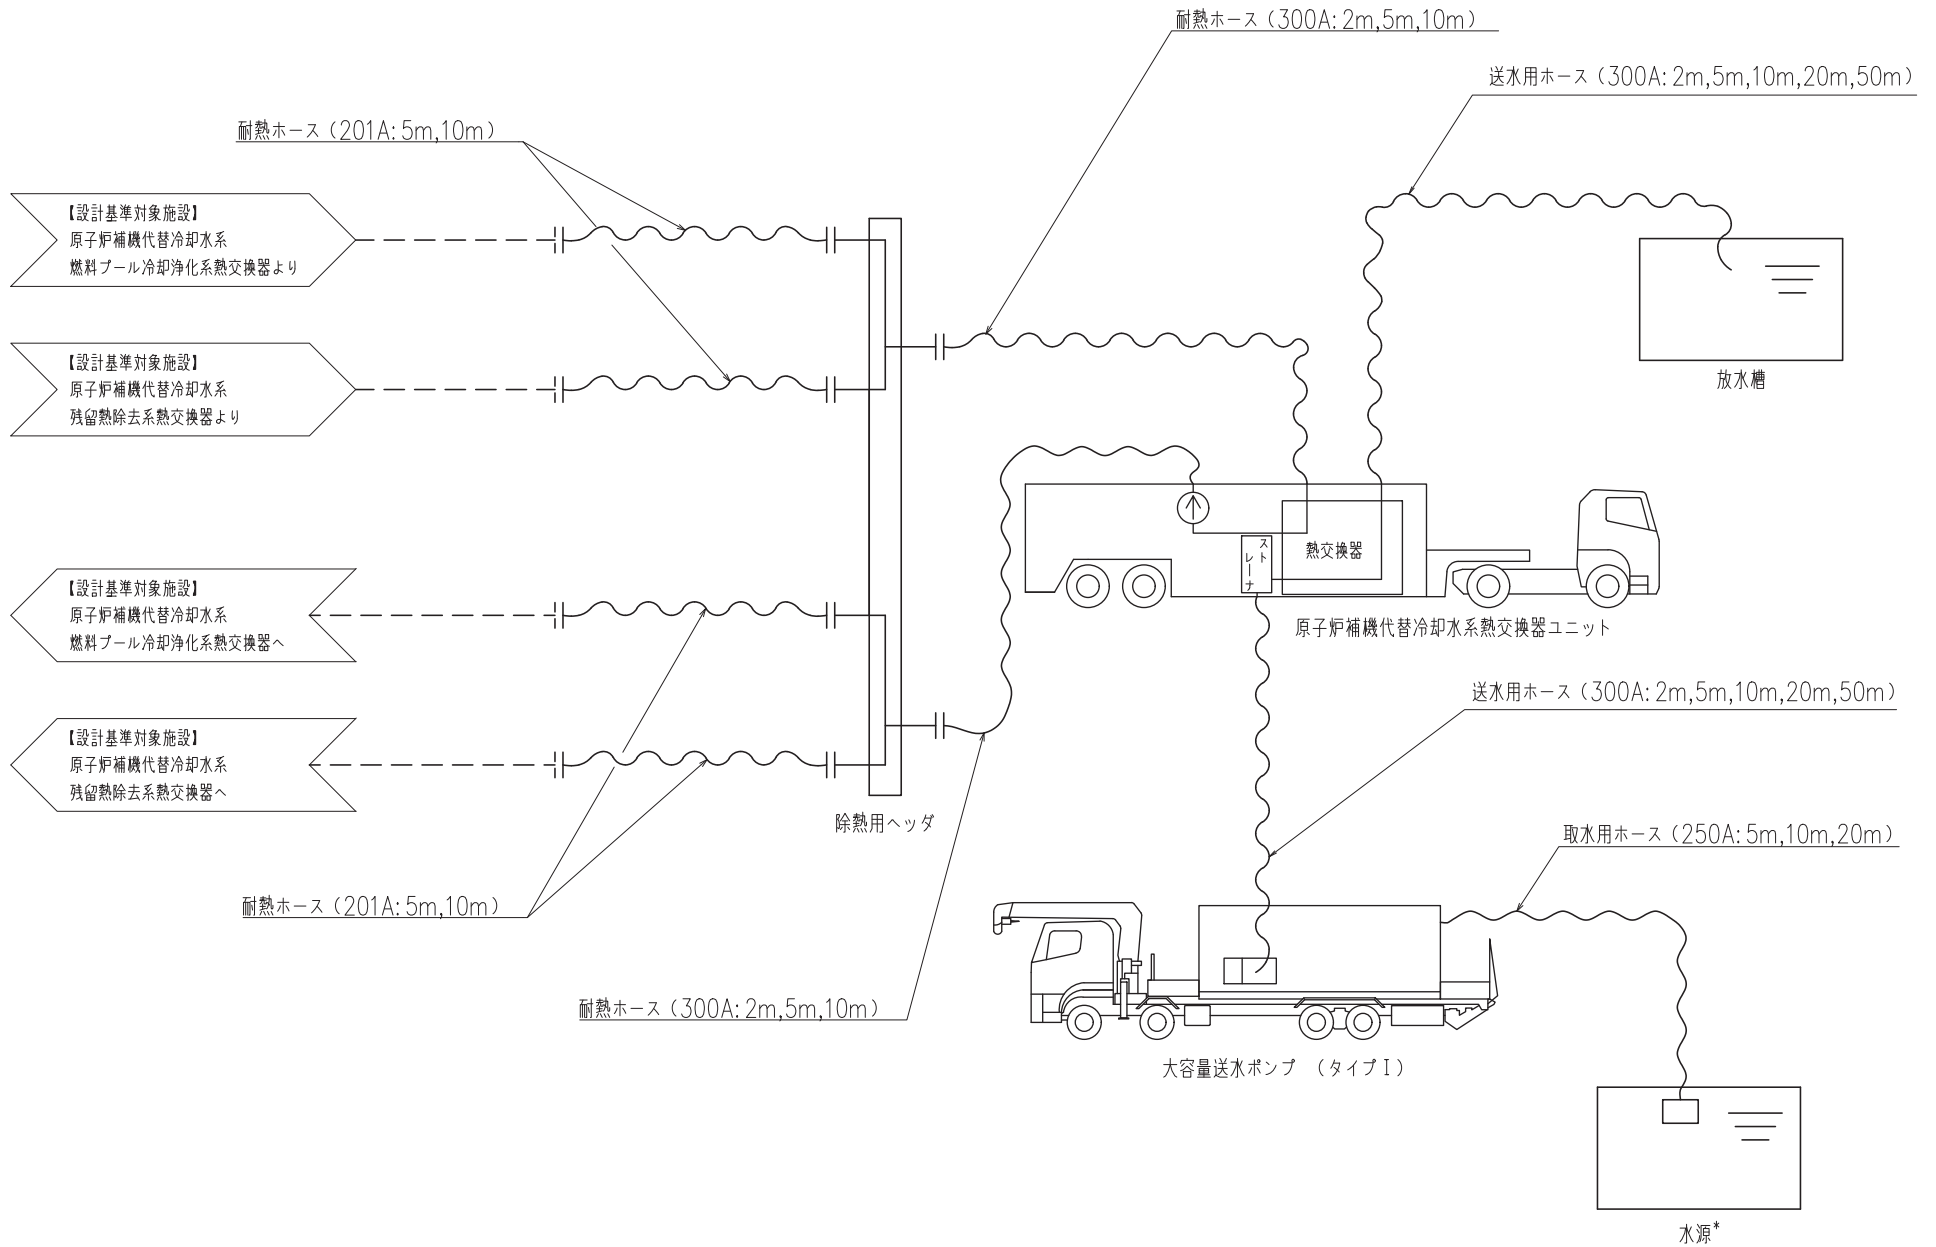 耐熱ホース（300A：2m,5m,10m）
送水用ホース（300A：2m,5m,10m,20m,50m）
耐熱ホース（201A：5m,10m）
【設計基準対象施設】
原子炉補機代替冷却水系
燃料プール冷却浄化系熱交換器より
【設計基準対象施設】
原子炉補機代替冷却水系
残留熱除去系熱交換器より
放水槽
熱交換器
ストレーナ
原子炉補機代替冷却水系熱交換器ユニット
【設計基準対象施設】
原子炉補機代替冷却水系
燃料プール冷却浄化系熱交換器へ
送水用ホース（300A：2m,5m,10m,20m,50m）
【設計基準対象施設】
原子炉補機代替冷却水系
残留熱除去系熱交換器へ
除熱用ヘッダ
取水用ホース（250A：5m,10m,20m）
耐熱ホース（201A：5m,10m）
耐熱ホース（300A：2m,5m,10m）
大容量送水ポンプ　（タイプⅠ）
水源*